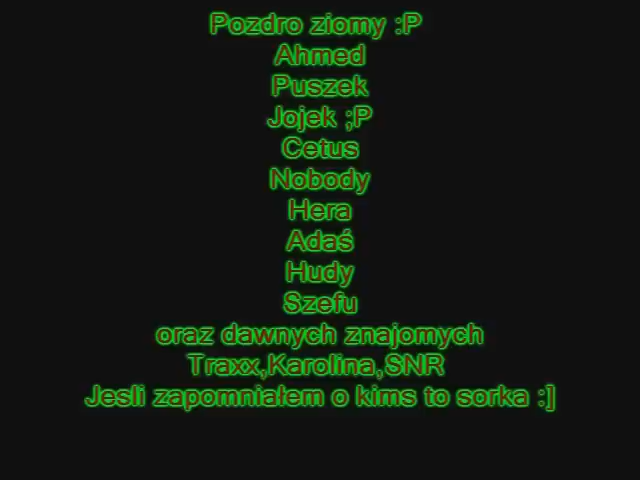 Pozdro ziomy :P
Ahmed
Puszek
Jojek ;P
Cetus
Nobody
Hera
Adaś
Hudy
Szefu
oraz dawnych znajomych
Traxx,Karolina,SNR
Jesli zapomniałem o kims to sorka :]